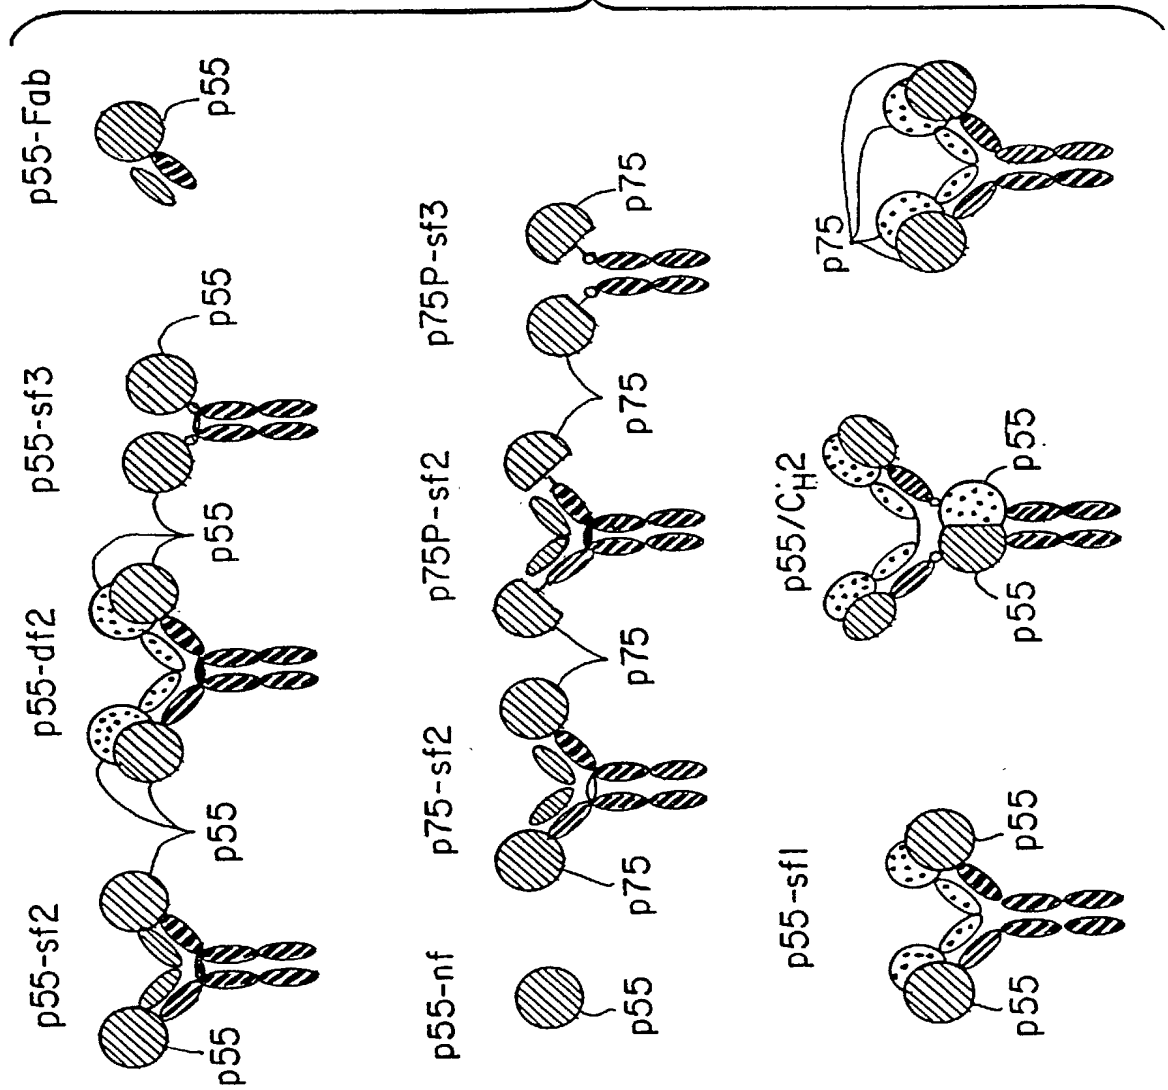 p55-sf2 p55-df2 p55-sf3 p55-Fab
p55 p55 p55 p55 p55
p55-nf p75-sf2 p75P-sf2 p75P-sf3
p55 p75 p75 p75 p75
p55-sf1 p55/CH2 p75
p55 p55 p55 p55